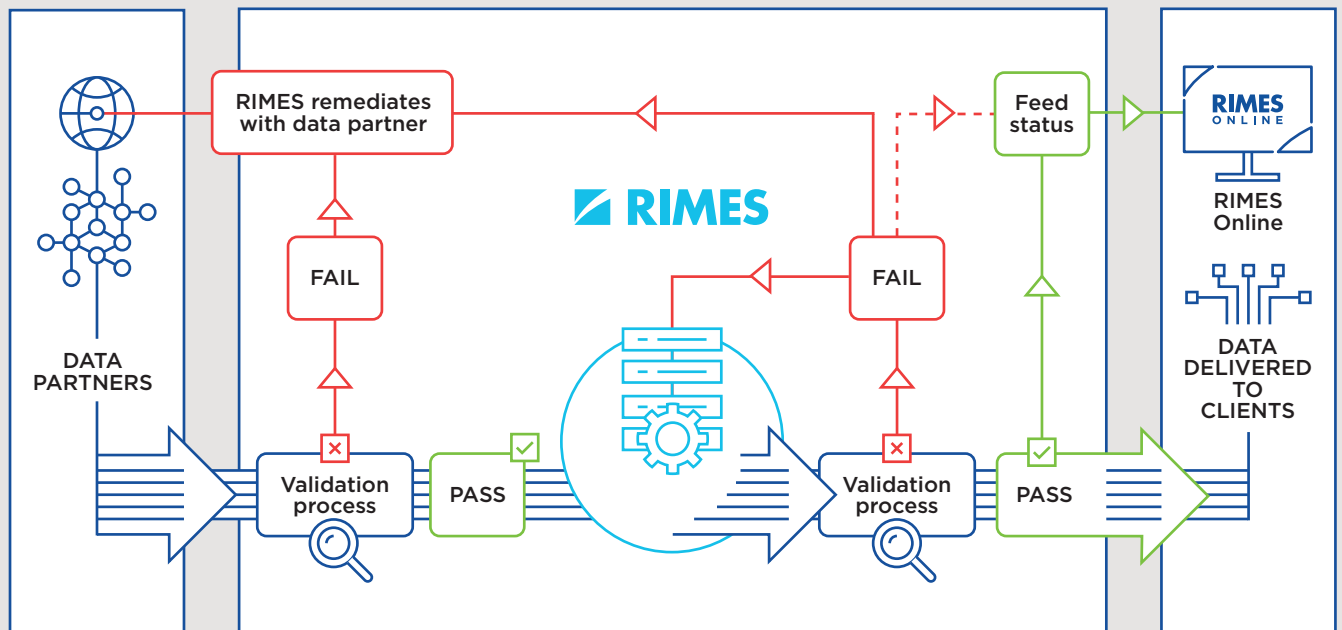 RIMES remediates
with data partner
Feed
status
RIMES
ONLINE
RIMES
RIMES
Online
FAIL
FAIL
DATA
PARTNERS
DATA
DELIVERED
TO
CLIENTS
Validation
process
PASS
Validation
process
PASS